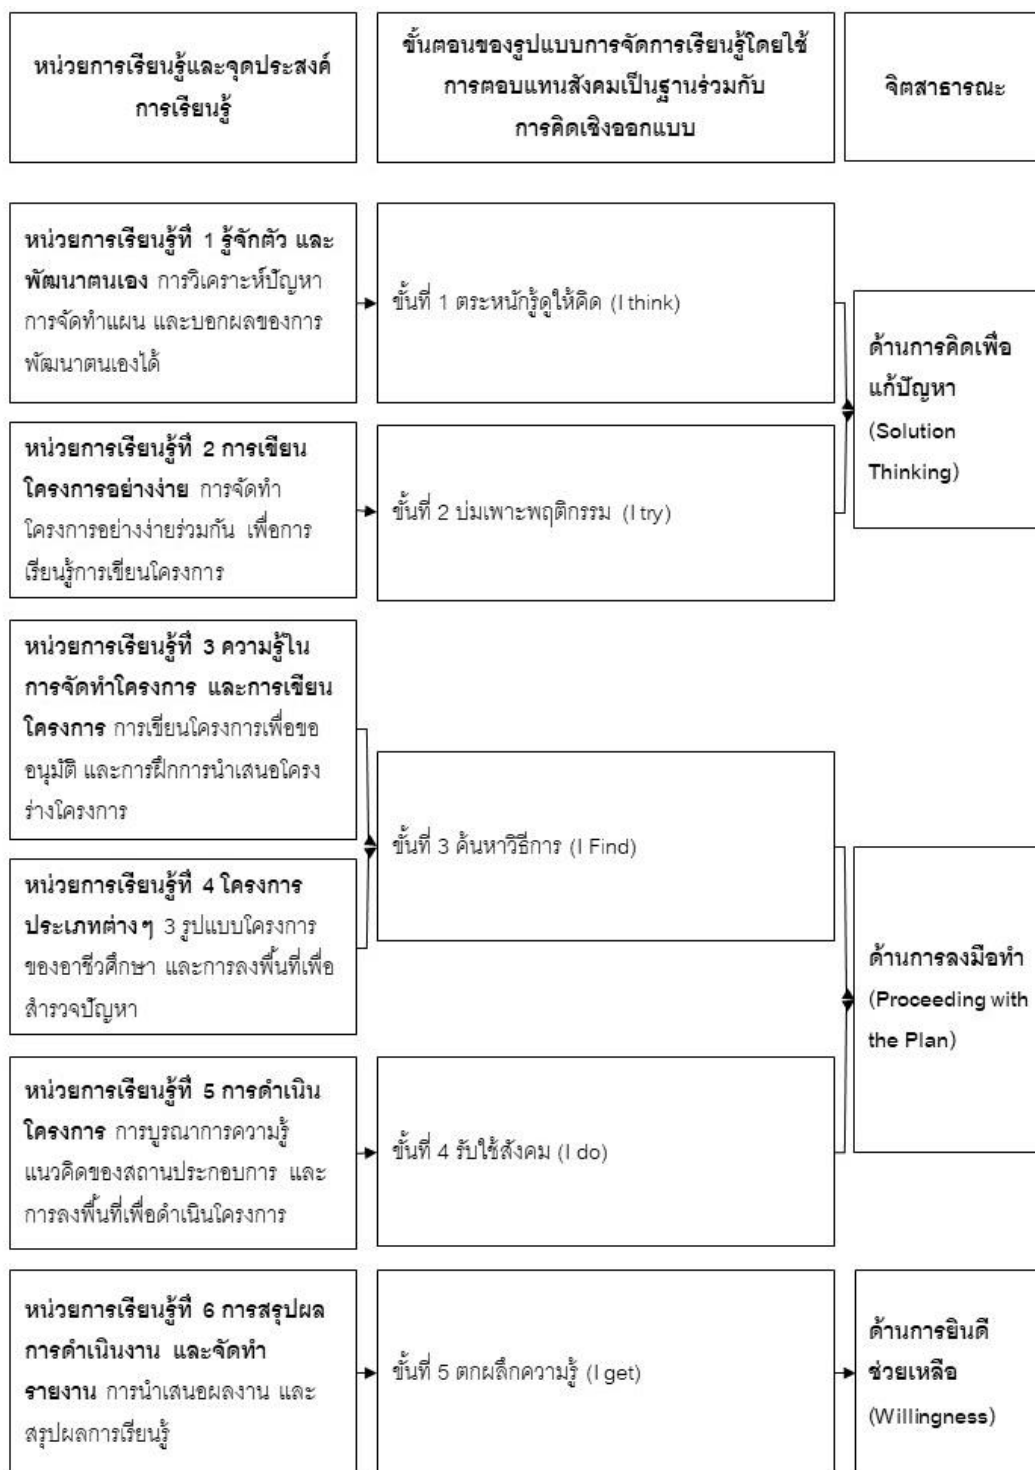 หน่วยการเรียนรู้และจุดประสงค์
การเรียนรู้
ขั้นตอนของรูปแบบการจัดการเรียนรู้โดยใช้
การตอบแทนสังคมเป็นฐานร่วมกับ
การคิดเชิงออกแบบ
จิตสาธารณะ
หน่วยการเรียนรู้ที่ 1 รู้จักตัว และ
พัฒนาตนเอง การวิเคราะห์ปัญหา
การจัดทำแผน และบอกผลของการ
พัฒนาตนเองได้
ขั้นที่ 1 ตระหนักรู้ดูให้คิด (I think)
ด้านการคิดเพื่อ
แก้ปัญหา
(Solution
Thinking)
หน่วยการเรียนรู้ที่ 2 การเขียน
โครงการอย่างง่าย การจัดทำ
โครงการอย่างง่ายร่วมกัน เพื่อการ
เรียนรู้การเขียนโครงการ
ขั้นที่ 2 บ่มเพาะพฤติกรรม (I try)
หน่วยการเรียนรู้ที่ 3 ความรู้ใน
การจัดทำโครงการ และการเขียน
โครงการ การเขียนโครงการเพื่อขอ
อนุมัติ และการฝึกการนำเสนอโครง
ร่างโครงการ
ขั้นที่ 3 ค้นหาวิธีการ (I Find)
หน่วยการเรียนรู้ที่ 4 โครงการ
ประเภทต่างๆ 3 รูปแบบโครงการ
ของอาชีวศึกษา และการลงพื้นที่เพื่อ
สำรวจปัญหา
ด้านการลงมือทำ
(Proceeding with
the Plan)
หน่วยการเรียนรู้ที่ 5 การดำเนิน
โครงการ การบูรณาการความรู้
แนวคิดของสถานประกอบการ และ
การลงพื้นที่เพื่อดำเนินโครงการ
ขั้นที่ 4 รับใช้สังคม (I do)
หน่วยการเรียนรู้ที่ 6 การสรุปผล
การดำเนินงาน และจัดทำ
รายงาน การนำเสนอผลงาน และ
สรุปผลการเรียนรู้
ขั้นที่ 5 ตกผลึกความรู้ (I get)
ด้านการยินดี
ช่วยเหลือ
(Willingness)